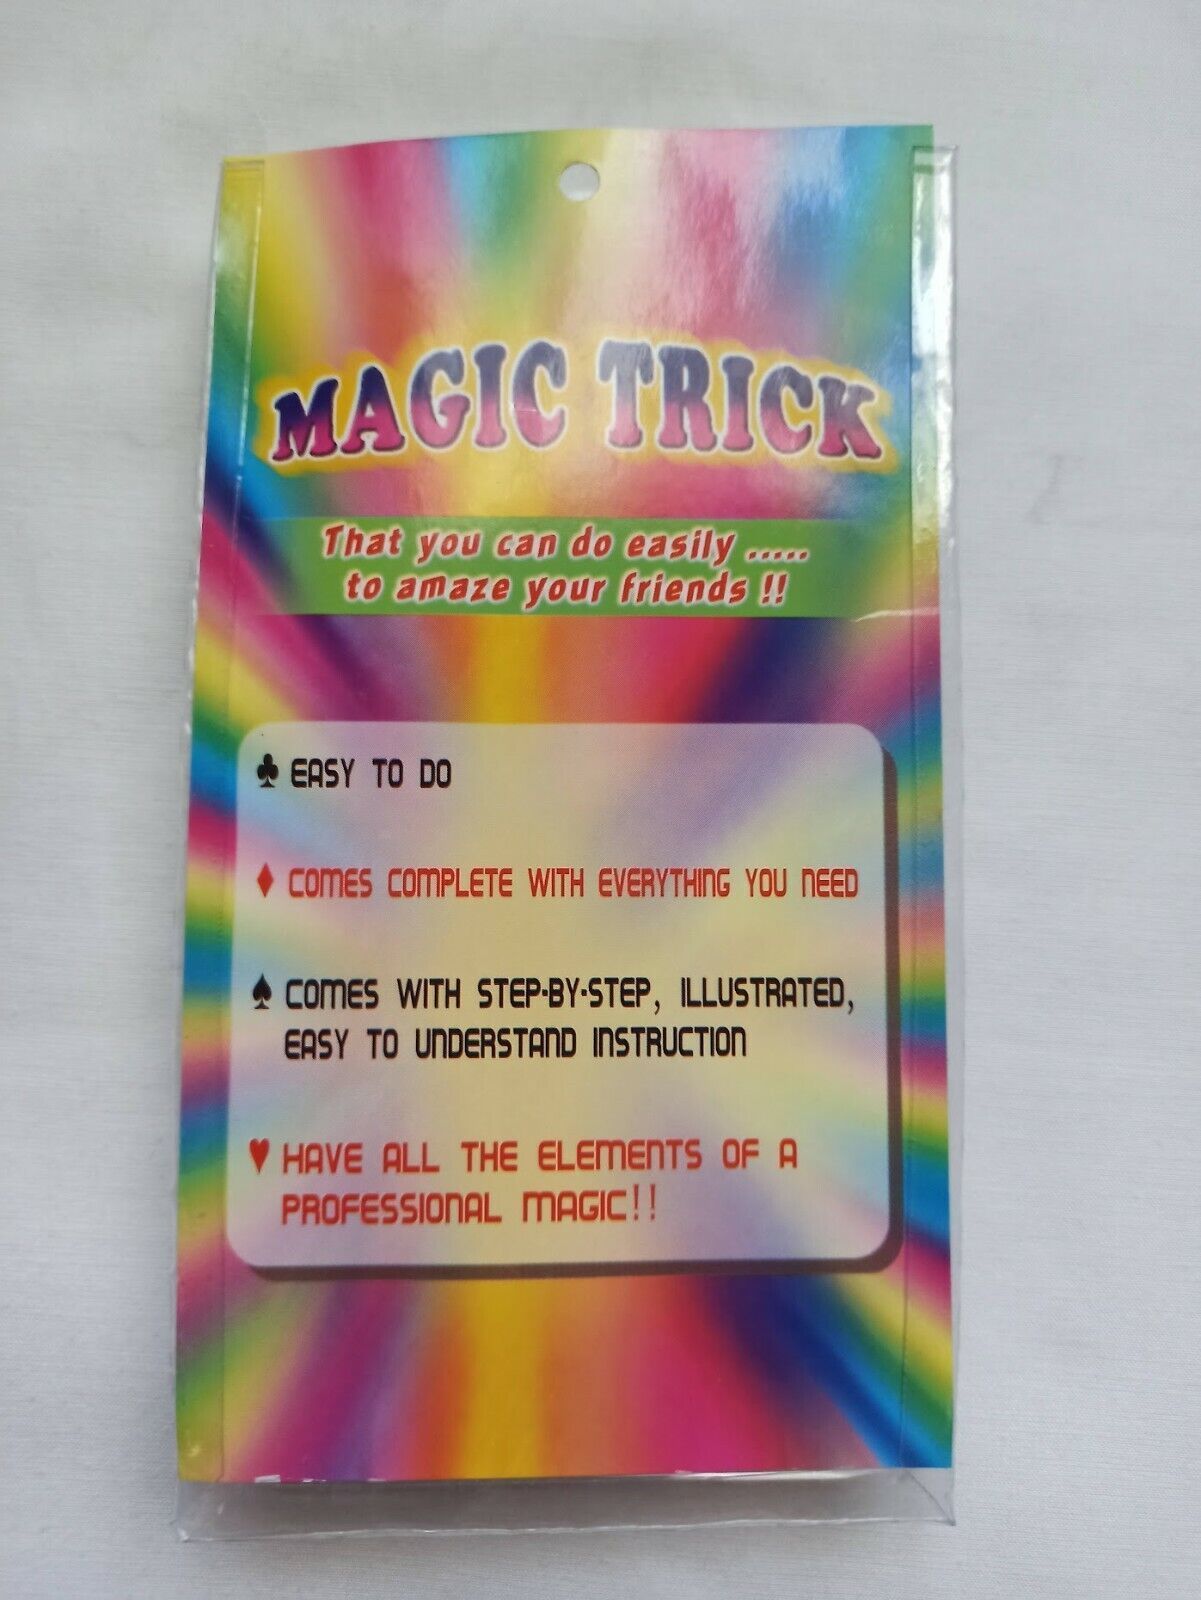 MAGIC TRICK
That you can do easily .....
to amaze your friends !!
♣ EASY TO DO
♦ COMES COMPLETE WITH EVERYTHING YOU NEED
♠ COMES WITH STEP-BY-STEP, ILLUSTRATED,
EASY TO UNDERSTAND INSTRUCTION
♥ HAVE ALL THE ELEMENTS OF A
PROFESSIONAL MAGIC!!